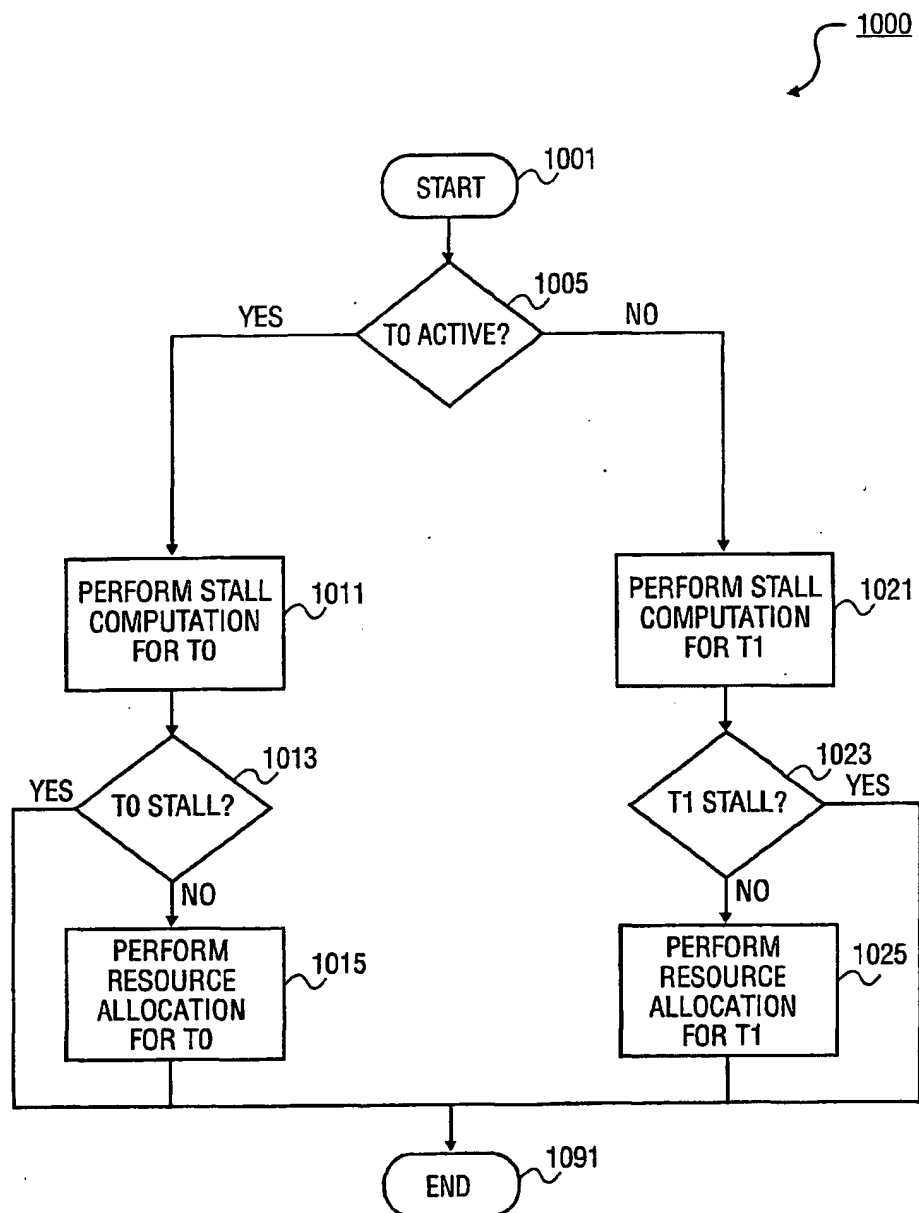 1000
START
1001
1005
YES
T0 ACTIVE?
NO
PERFORM STALL
COMPUTATION
FOR T0
1011
PERFORM STALL
COMPUTATION
FOR T1
1021
1013
YES
T0 STALL?
NO
1023
T1 STALL?
YES
NO
PERFORM
RESOURCE
ALLOCATION
FOR T0
1015
PERFORM
RESOURCE
ALLOCATION
FOR T1
1025
END
1091